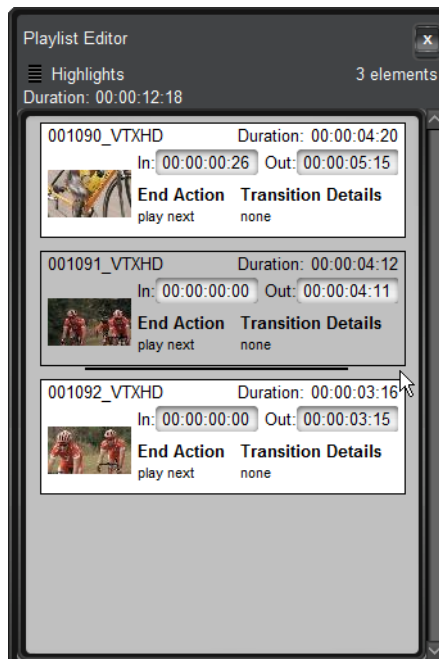 Playlist Editor
x
Highlights 3 elements
Duration: 00:00:12:18
001090_VTXHD Duration: 00:00:04:20
In: 00:00:00:26 Out: 00:00:05:15
End Action Transition Details
play next none
001091_VTXHD Duration: 00:00:04:12
In: 00:00:00:00 Out: 00:00:04:11
End Action Transition Details
play next none
001092_VTXHD Duration: 00:00:03:16
In: 00:00:00:00 Out: 00:00:03:15
End Action Transition Details
play next none